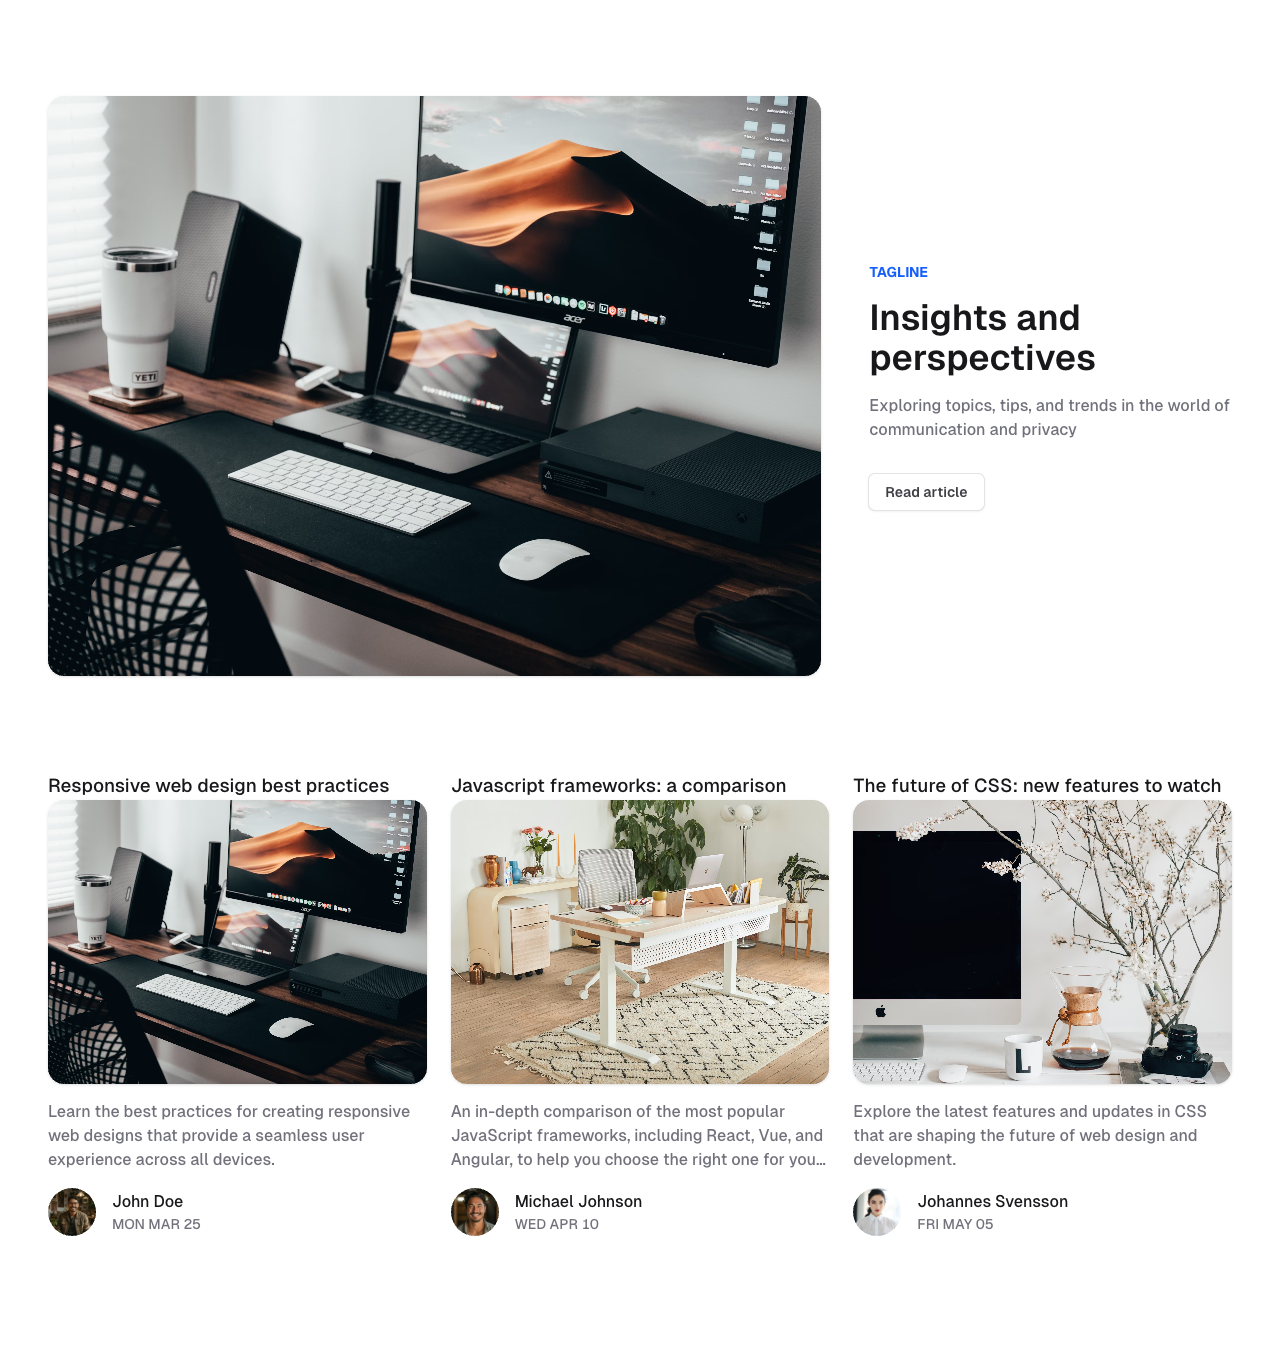 acer
YETI
TAGLINE
Insights and
perspectives
Exploring topics, tips, and trends in the world of
communication and privacy
Read article
Responsive web design best practices
Javascript frameworks: a comparison
The future of CSS: new features to watch
YETI
L
Learn the best practices for creating responsive
web designs that provide a seamless user
experience across all devices.
An in-depth comparison of the most popular
JavaScript frameworks, including React, Vue, and
Angular, to help you choose the right one for you...
Explore the latest features and updates in CSS
that are shaping the future of web design and
development.
John Doe
MON MAR 25
Michael Johnson
WED APR 10
Johannes Svensson
FRI MAY 05